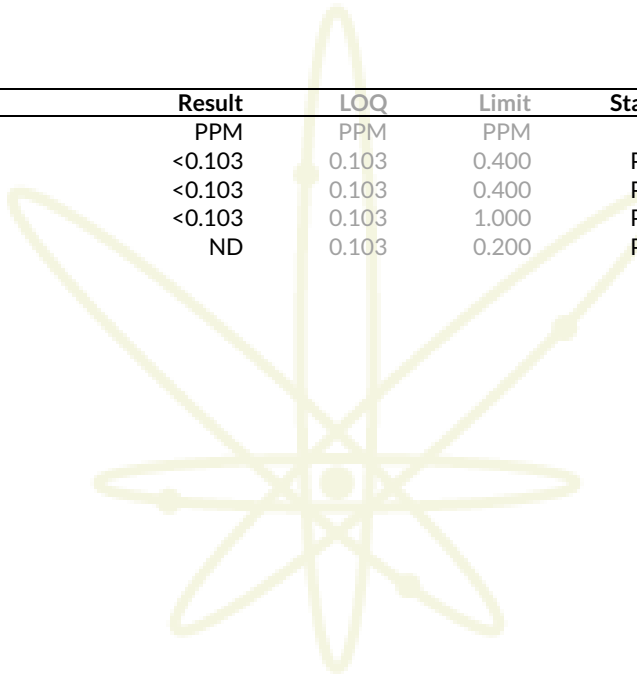 Result LOQ Limit Sta
PPM PPM PPM
<0.103 0.103 0.400 P
<0.103 0.103 0.400 P
<0.103 0.103 1.000 P
ND 0.103 0.200 P